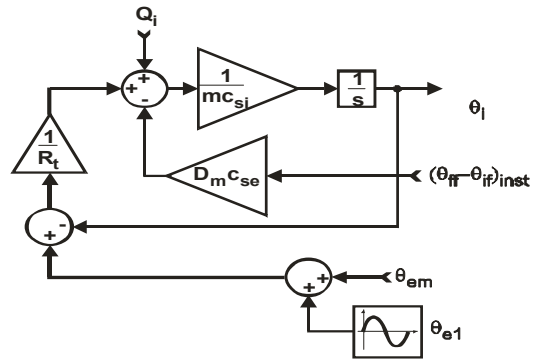 Qi
+
+
-
1
mcsi
1
s
θl
1
Rt
Dmcse
(θff–θif)inst
-
+
+
+
θem
θe1